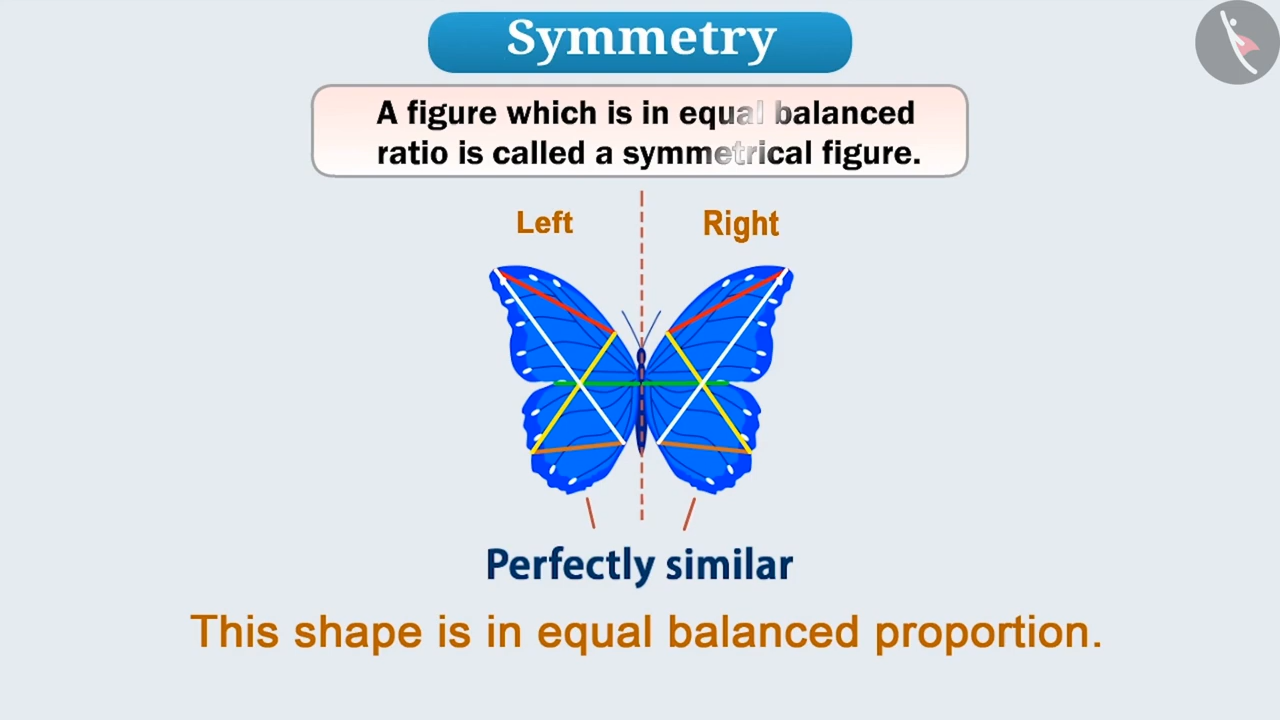 Symmetry
A figure which is in equal balanced
ratio is called a symmetrical figure.
Left
Right
Perfectly similar
This shape is in equal balanced proportion.